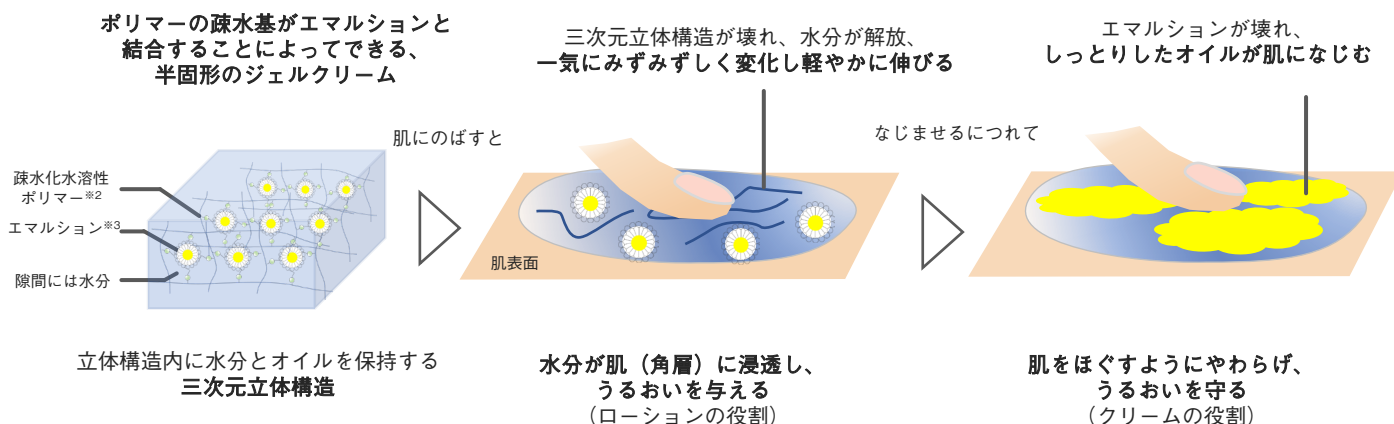 ポリマーの疎水基がエマルションと
結合することによってできる、
半固形のジェルクリーム
疎水化水溶性
ポリマー※2
エマルション※3
隙間には水分
立体構造内に水分とオイルを保持する
三次元立体構造
肌にのばすと
三次元立体構造が壊れ、水分が解放、
一気にみずみずしく変化し軽やかに伸びる
肌表面
水分が肌（角層）に浸透し、
うるおいを与える
（ローションの役割）
なじませるにつれて
エマルションが壊れ、
しっとりしたオイルが肌になじむ
肌をほぐすようにやわらげ、
うるおいを守る
（クリームの役割）